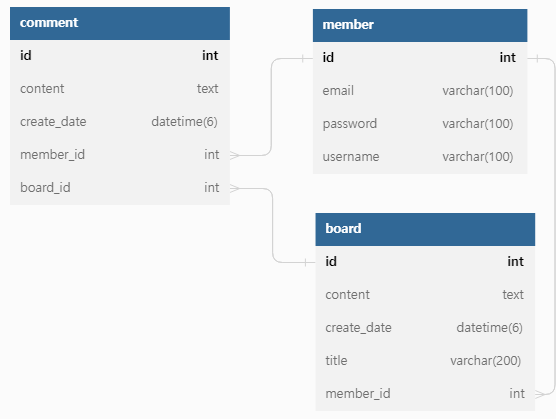 comment
id int
content text
create_date datetime(6)
member_id int
board_id int
member
id int
email varchar(100)
password varchar(100)
username varchar(100)
board
id int
content text
create_date datetime(6)
title varchar(200)
member_id int